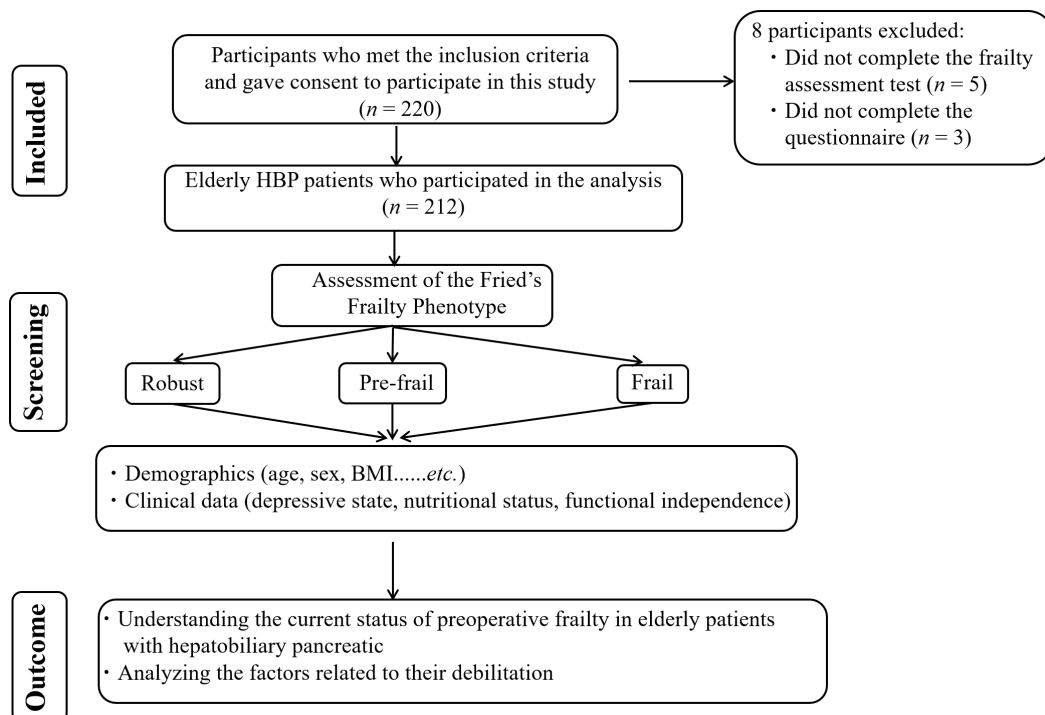 Included
Participants who met the inclusion criteria
and gave consent to participate in this study
(n = 220)
8 participants excluded:
・Did not complete the frailty
assessment test (n = 5)
・Did not complete the
questionnaire (n = 3)
Elderly HBP patients who participated in the analysis
(n = 212)
Screening
Assessment of the Fried’s
Frailty Phenotype
Robust
Pre-frail
Frail
・Demographics (age, sex, BMI......etc.)
・Clinical data (depressive state, nutritional status, functional independence)
Outcome
・Understanding the current status of preoperative frailty in elderly patients
with hepatobiliary pancreatic
・Analyzing the factors related to their debilitation